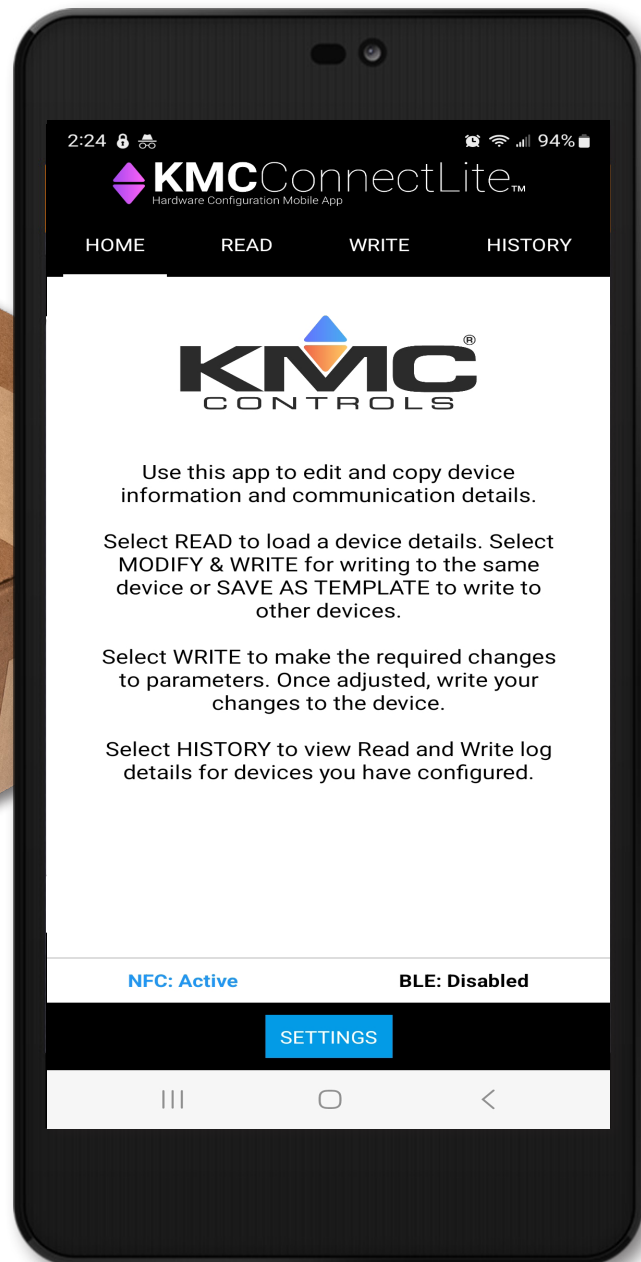 2:24
94%
KMCConnectLite™
Hardware Configuration Mobile App
HOME READ WRITE HISTORY
KMC®
CONTROLS
Use this app to edit and copy device
information and communication details.
Select READ to load a device details. Select
MODIFY & WRITE for writing to the same
device or SAVE AS TEMPLATE to write to
other devices.
Select WRITE to make the required changes
to parameters. Once adjusted, write your
changes to the device.
Select HISTORY to view Read and Write log
details for devices you have configured.
NFC: Active BLE: Disabled
SETTINGS